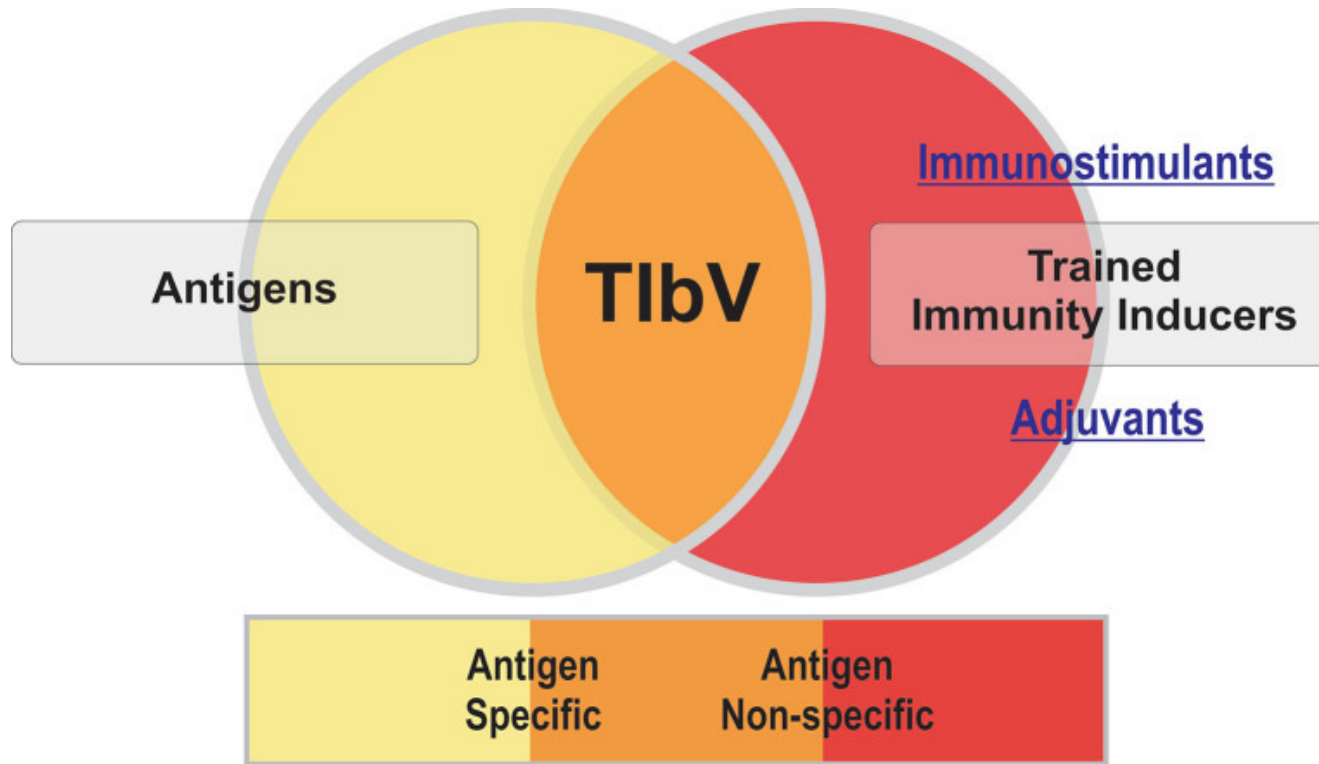 Immunostimulants
Antigens
TIbV
Trained
Immunity Inducers
Adjuvants
Antigen
Specific
Antigen
Non-specific